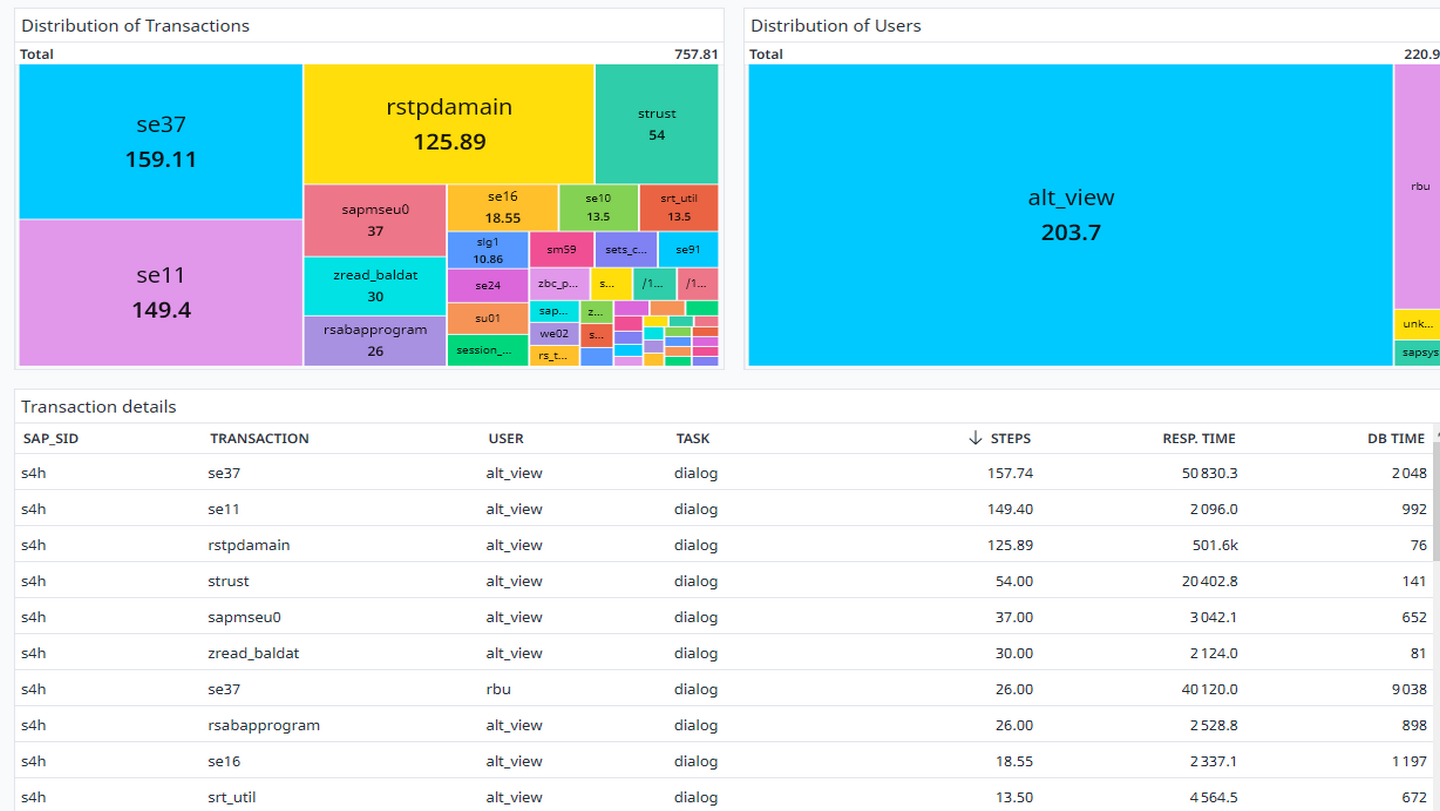 Distribution of Transactions
Total 757.81
se37
159.11
se11
149.4
rstpdamain
125.89
strust
54
sapmseu0
37
zread_baldat
30
rsabapprogram
26
se16
18.55
se10
13.5
srt_util
13.5
slg1
10.86
sm59
sets_c...
se91
se24
zbc_p...
s...
/1...
/1...
su01
sap...
z...
we02
s...
session_...
rs_t...
Distribution of Users
Total 220.9
alt_view
203.7
rbu
unk...
sapsys
Transaction details
SAP_SID TRANSACTION USER TASK ↓ STEPS RESP. TIME DB TIME
s4h se37 alt_view dialog 157.74 50 830.3 2 048
s4h se11 alt_view dialog 149.40 2 096.0 992
s4h rstpdamain alt_view dialog 125.89 501.6k 76
s4h strust alt_view dialog 54.00 20 402.8 141
s4h sapmseu0 alt_view dialog 37.00 3 042.1 652
s4h zread_baldat alt_view dialog 30.00 2 124.0 81
s4h se37 rbu dialog 26.00 40 120.0 9 038
s4h rsabapprogram alt_view dialog 26.00 2 528.8 898
s4h se16 alt_view dialog 18.55 2 337.1 1 197
s4h srt_util alt_view dialog 13.50 4 564.5 672